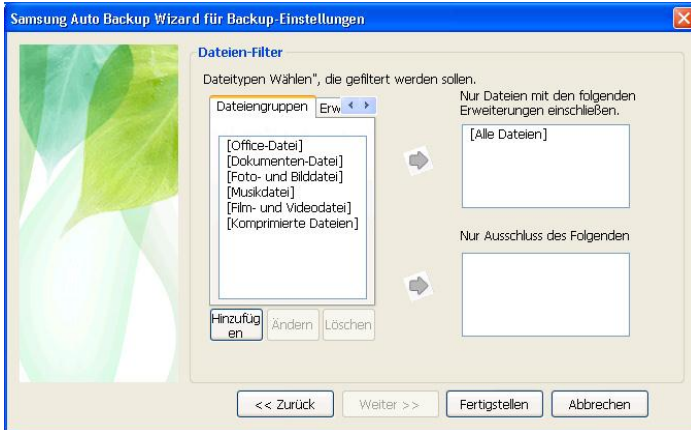 Samsung Auto Backup Wizard für Backup-Einstellungen
Dateien-Filter
Dateitypen Wählen", die gefiltert werden sollen.
Dateiengruppen
Erw
[Office-Datei]
[Dokumenten-Datei]
[Foto- und Bilddatei]
[Musikdatei]
[Film- und Videodatei]
[Komprimierte Dateien]
Hinzufüg
en
Ändern
Löschen
Nur Dateien mit den folgenden
Erweiterungen einschließen.
[Alle Dateien]
Nur Ausschluss des Folgenden
<< Zurück
Weiter >>
Fertigstellen
Abbrechen